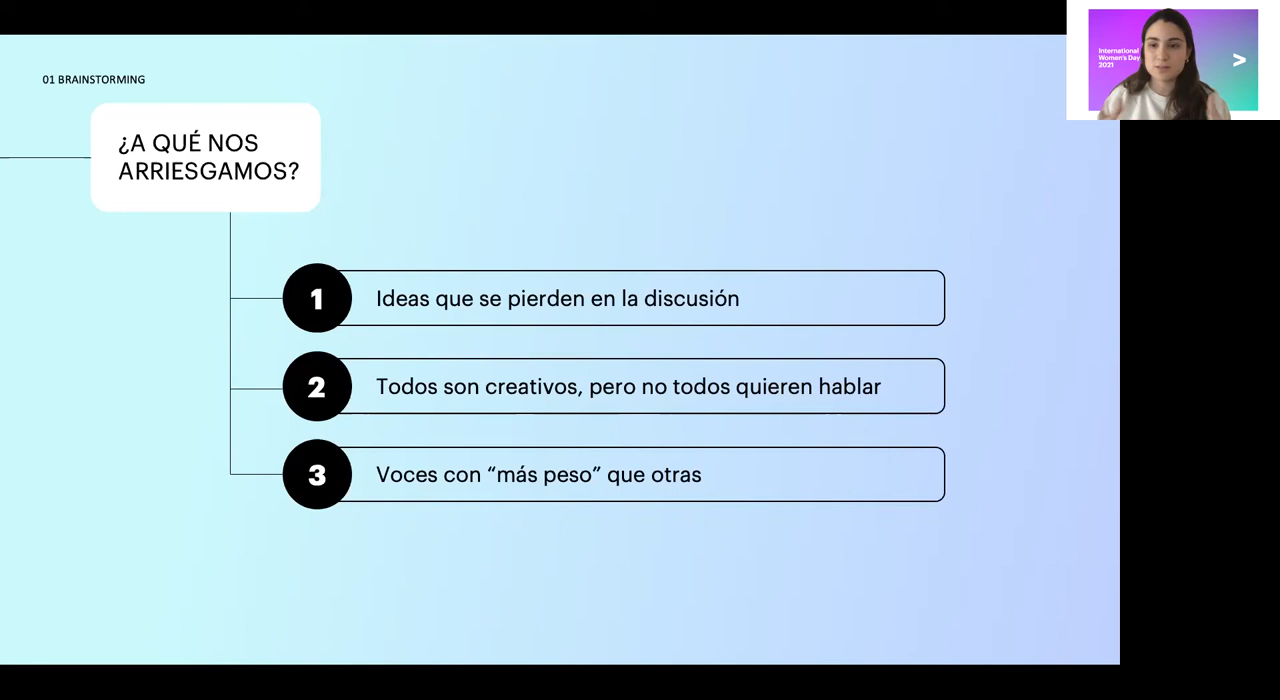 01 BRAINSTORMING
¿A QUÉ NOS
ARRIESGAMOS?
1 Ideas que se pierden en la discusión
2 Todos son creativos, pero no todos quieren hablar
3 Voces con “más peso” que otras
International
Women's Day
2021
>